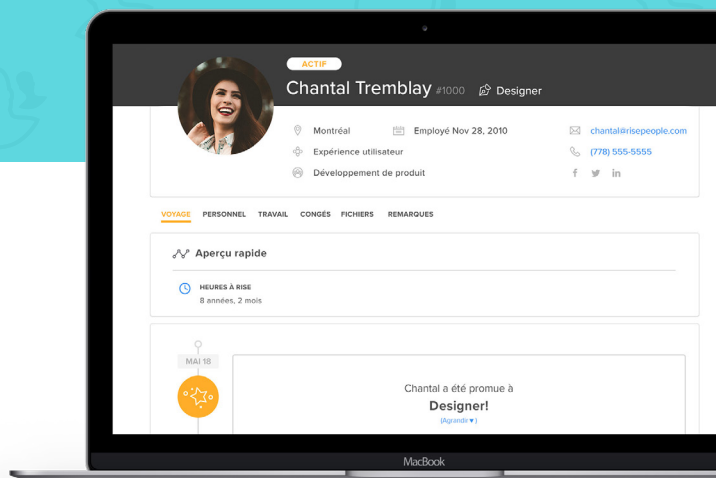 ACTIF
Chantal Tremblay #1000 Designer
Montréal Employé Nov 28, 2010 chantal@risepeople.com
Expérience utilisateur (778) 555-5555
Développement de produit
VOYAGE PERSONNEL TRAVAIL CONGÉS FICHIERS REMARQUES
Aperçu rapide
HEURES À RISE
8 années, 2 mois
MAI 18
Chantal a été promue à
Designer!
(Agrandir ▾)
MacBook